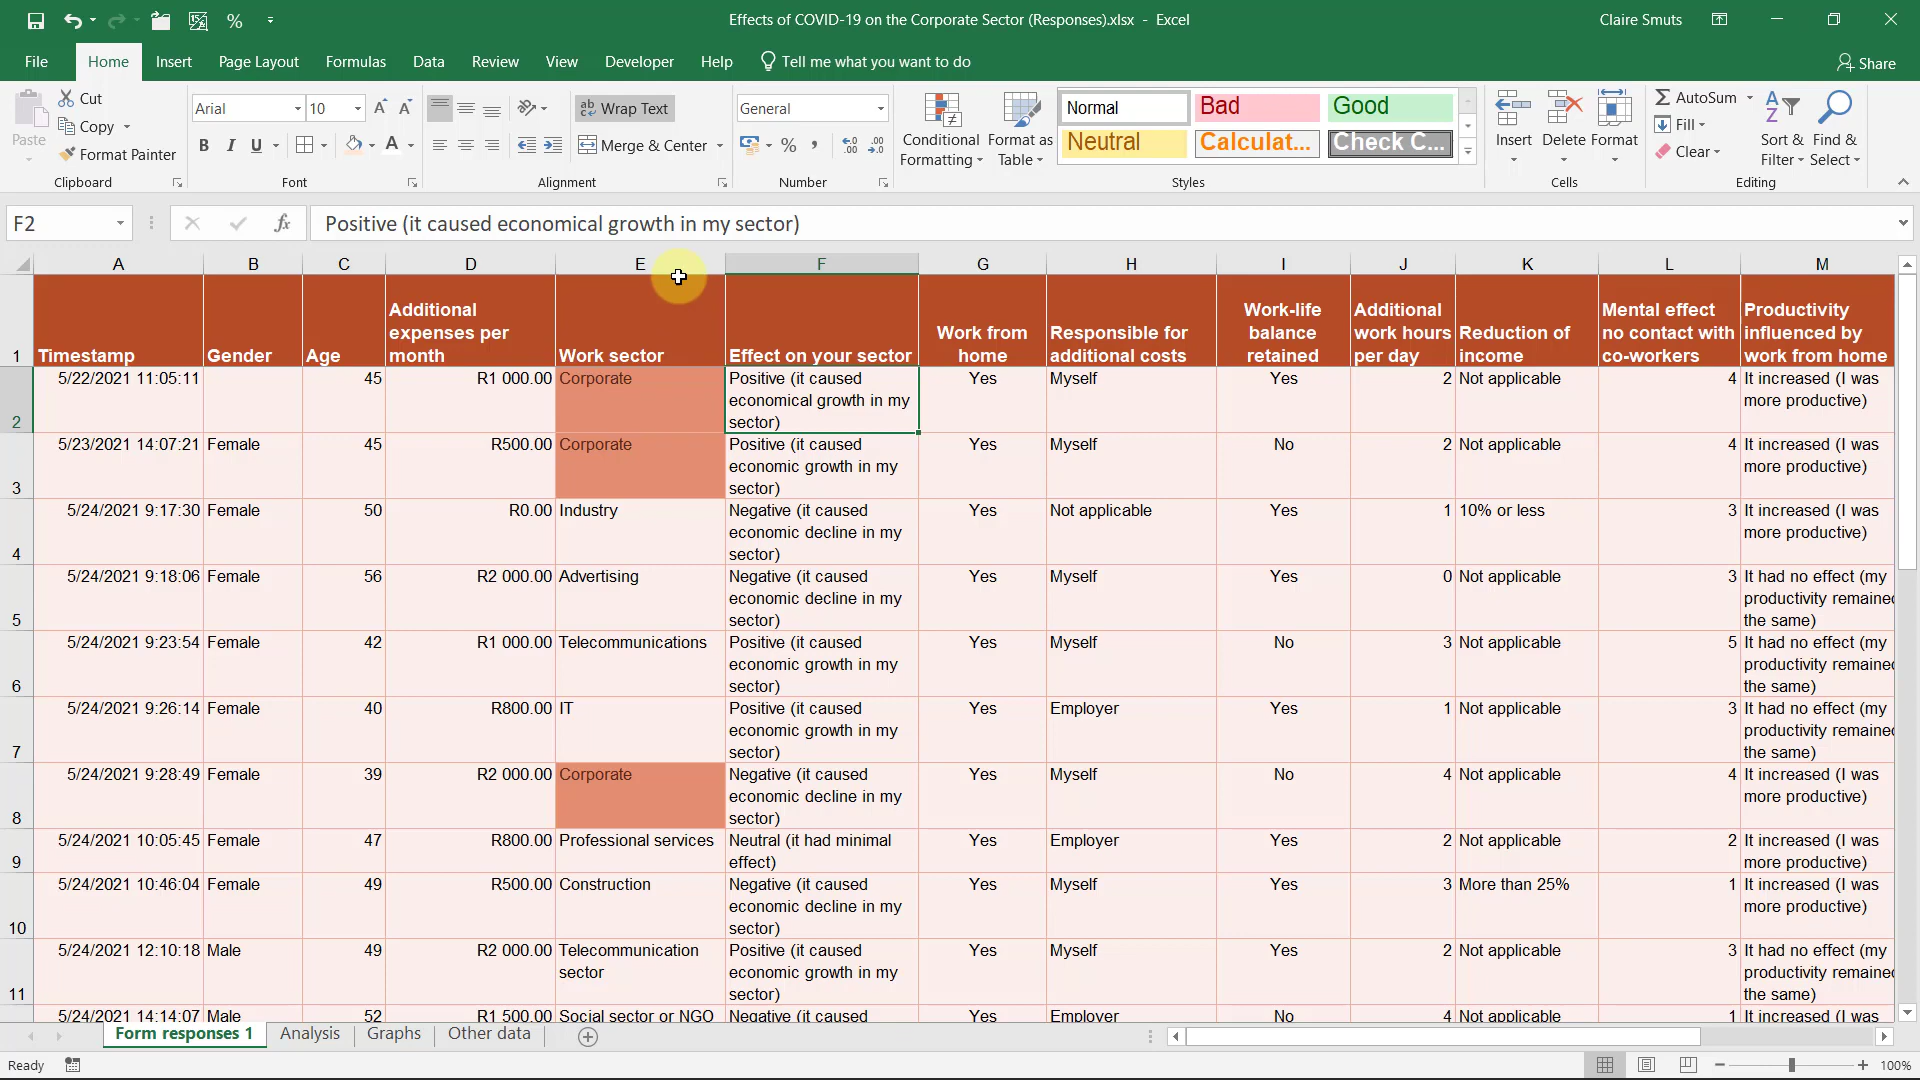 Effects of COVID-19 on the Corporate Sector (Responses).xlsx - Excel
Claire Smuts
File Home Insert Page Layout Formulas Data Review View Developer Help Tell me what you want to do Share
Paste Cut Copy Format Painter Clipboard
Arial 10 B I U Font
Wrap Text Merge & Center Alignment
General % Number
Conditional Formatting Format as Table Normal Bad Good Neutral Calculat... Check C... Styles
Insert Delete Format Cells
AutoSum Fill Clear Sort & Filter Find & Select Editing
F2 fx Positive (it caused economical growth in my sector)
A B C D E F G H I J K L M
1 Timestamp Gender Age Additional expenses per month Work sector Effect on your sector Work from home Responsible for additional costs Work-life balance retained Additional work hours per day Reduction of income Mental effect no contact with co-workers Productivity influenced by work from home
2 5/22/2021 11:05:11 45 R1 000.00 Corporate Positive (it caused economical growth in my sector) Yes Myself Yes 2 Not applicable 4 It increased (I was more productive)
3 5/23/2021 14:07:21 Female 45 R500.00 Corporate Positive (it caused economic growth in my sector) Yes Myself No 2 Not applicable 4 It increased (I was more productive)
4 5/24/2021 9:17:30 Female 50 R0.00 Industry Negative (it caused economic decline in my sector) Yes Not applicable Yes 1 10% or less 3 It increased (I was more productive)
5 5/24/2021 9:18:06 Female 56 R2 000.00 Advertising Negative (it caused economic decline in my sector) Yes Myself Yes 0 Not applicable 3 It had no effect (my productivity remained the same)
6 5/24/2021 9:23:54 Female 42 R1 000.00 Telecommunications Positive (it caused economic growth in my sector) Yes Myself No 3 Not applicable 5 It had no effect (my productivity remained the same)
7 5/24/2021 9:26:14 Female 40 R800.00 IT Positive (it caused economic growth in my sector) Yes Employer Yes 1 Not applicable 3 It had no effect (my productivity remained the same)
8 5/24/2021 9:28:49 Female 39 R2 000.00 Corporate Negative (it caused economic decline in my sector) Yes Myself No 4 Not applicable 4 It increased (I was more productive)
9 5/24/2021 10:05:45 Female 47 R800.00 Professional services Neutral (it had minimal effect) Yes Employer Yes 2 Not applicable 2 It increased (I was more productive)
10 5/24/2021 10:46:04 Female 49 R500.00 Construction Negative (it caused economic decline in my sector) Yes Myself Yes 3 More than 25% 1 It increased (I was more productive)
11 5/24/2021 12:10:18 Male 49 R2 000.00 Telecommunication sector Positive (it caused economic growth in my sector) Yes Myself Yes 2 Not applicable 3 It had no effect (my productivity remained the same)
5/24/2021 14:14:07 Male 52 R1 500.00 Social sector or NGO Negative (it caused Yes Employer No 4 Not applicable 1 It increased (I was
Form responses 1 Analysis Graphs Other data
Ready 100%